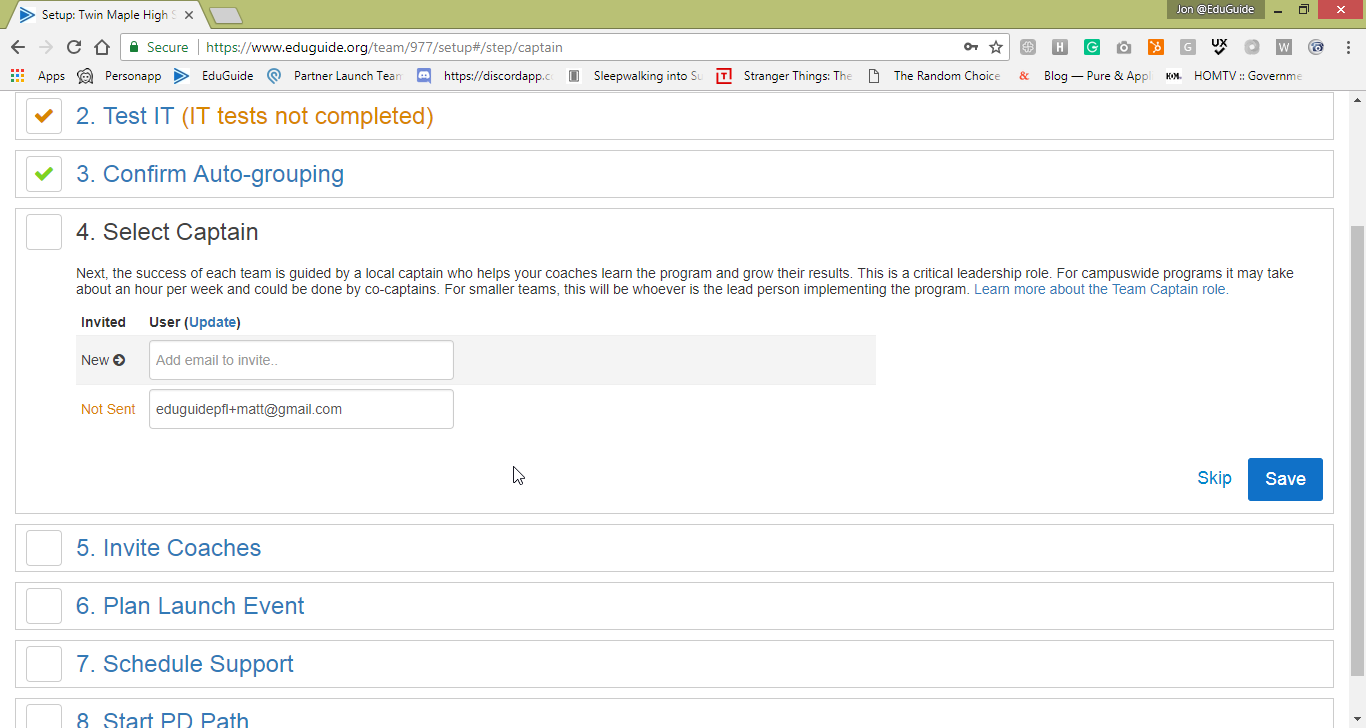 Setup: Twin Maple High S
Jon @EduGuide
Secure
https://www.eduguide.org/team/977/setup#/step/captain
Apps
Personapp
EduGuide
Partner Launch Team
https://discordapp.c
Sleepwalking into Su
Stranger Things: The
The Random Choice
Blog — Pure & Appl
HOMTV :: Governme
2. Test IT (IT tests not completed)
3. Confirm Auto-grouping
4. Select Captain
Next, the success of each team is guided by a local captain who helps your coaches learn the program and grow their results. This is a critical leadership role. For campuswide programs it may take
about an hour per week and could be done by co-captains. For smaller teams, this will be whoever is the lead person implementing the program. Learn more about the Team Captain role.
Invited User (Update)
New Add email to invite..
Not Sent eduguidepfl+matt@gmail.com
Skip Save
5. Invite Coaches
6. Plan Launch Event
7. Schedule Support
8. Start PD Path